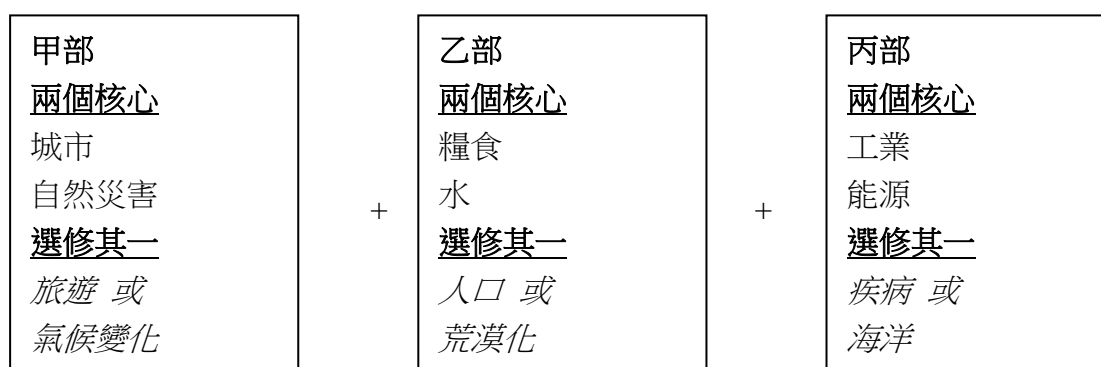 甲部
兩個核心
城市
自然災害
選修其一
旅遊 或
氣候變化
+
乙部
兩個核心
糧食
水
選修其一
人口 或
荒漠化
+
丙部
兩個核心
工業
能源
選修其一
疾病 或
海洋